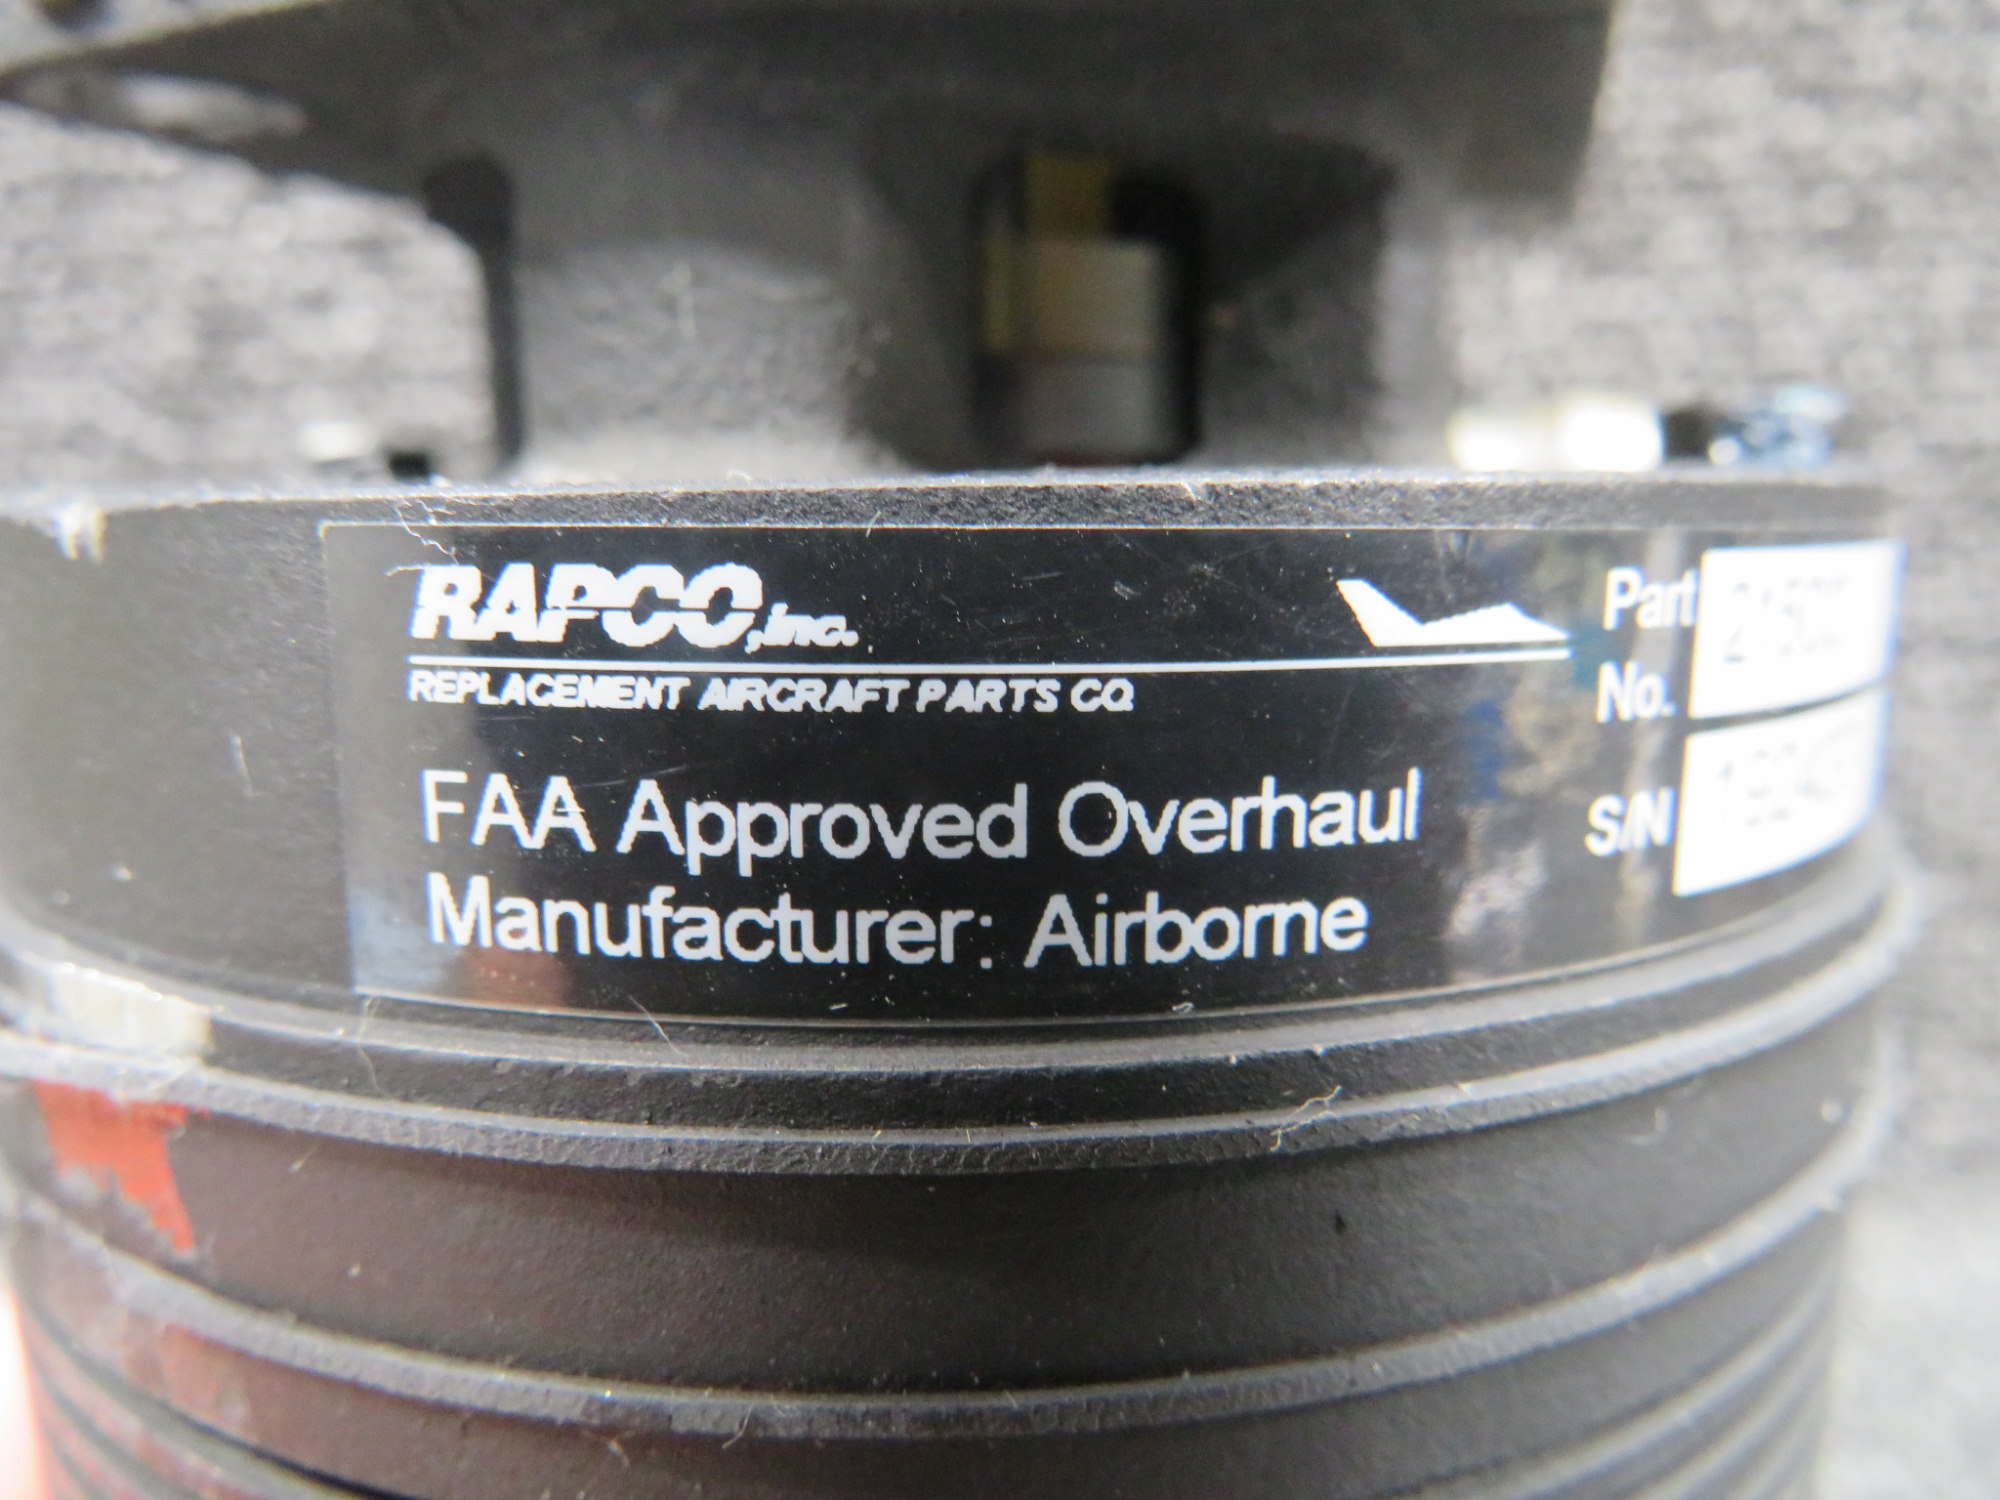 RAPCO, inc.
REPLACEMENT AIRCRAFT PARTS CO.
FAA Approved Overhaul
Manufacturer: Airborne
Part
No.
S/N